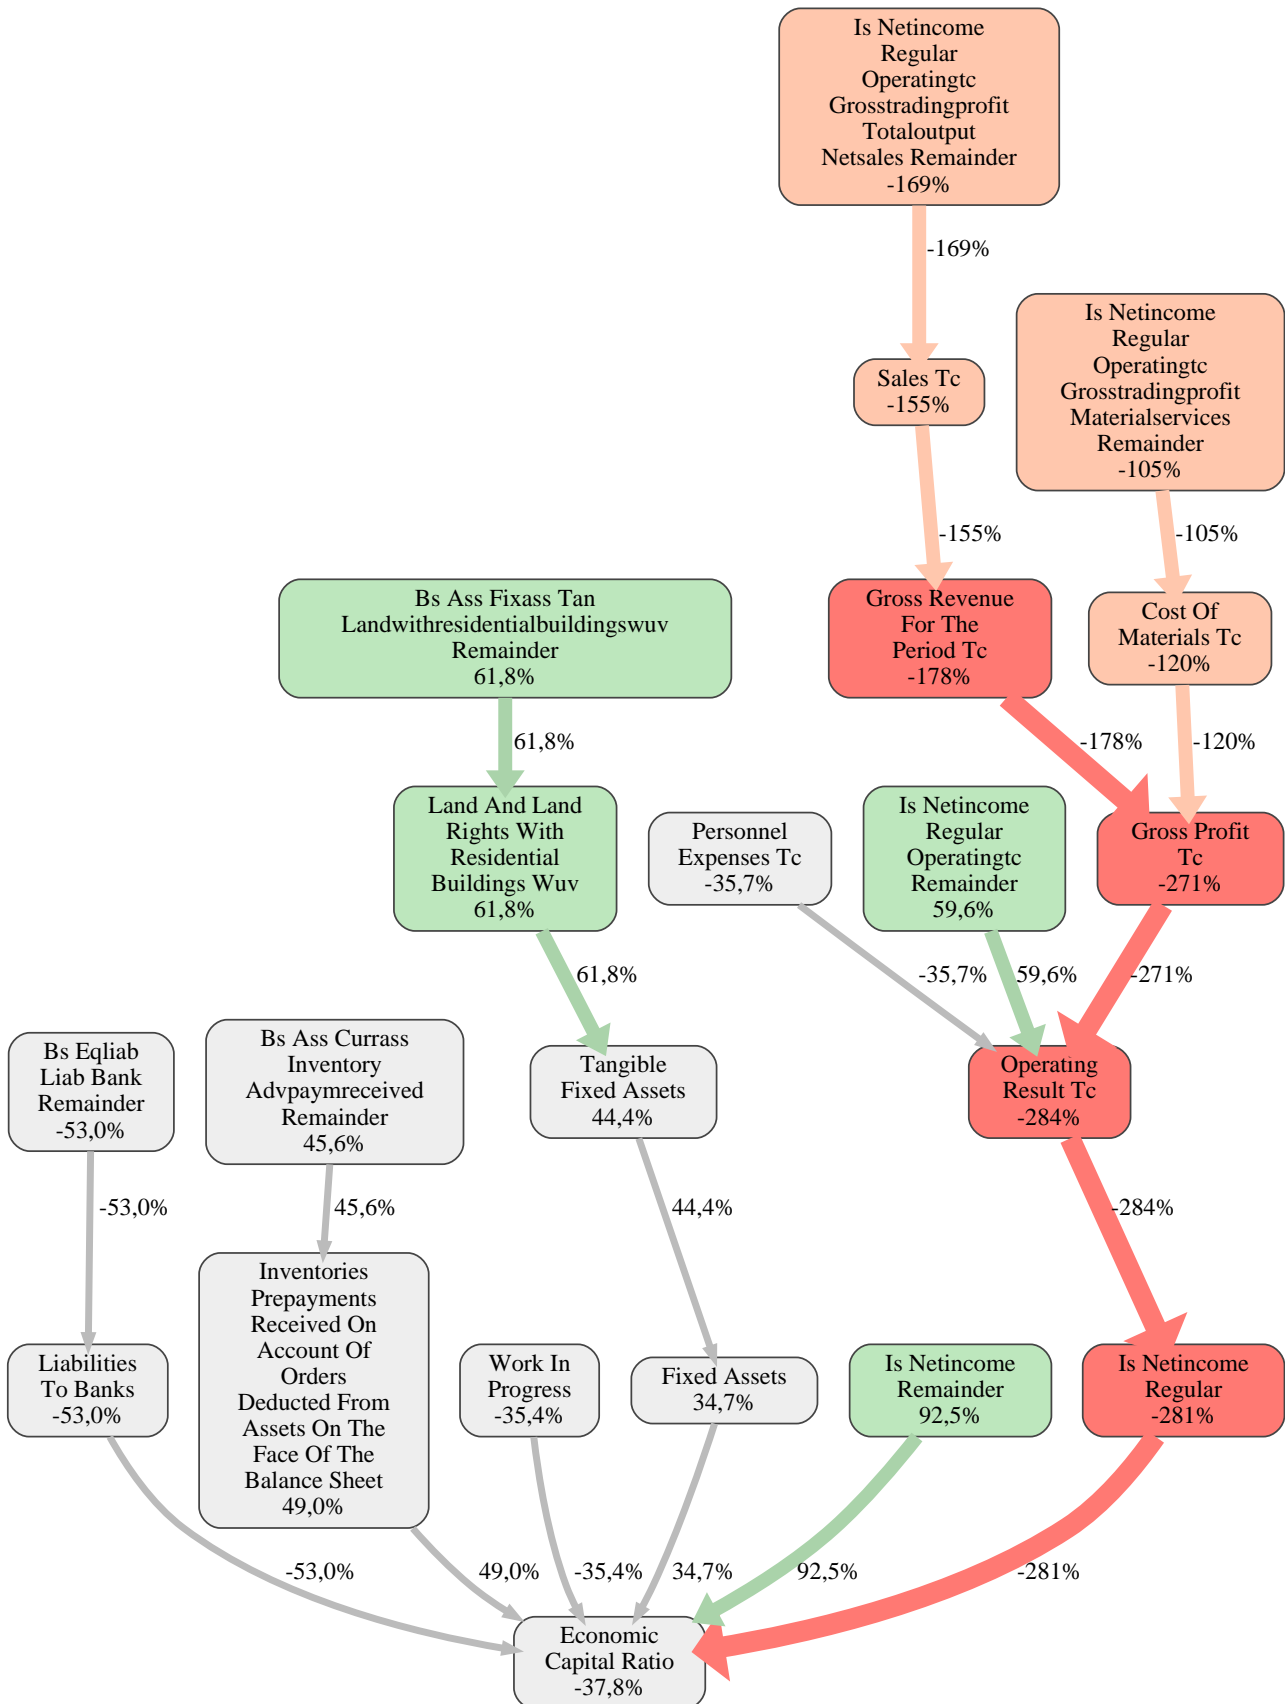 Is Netincome
Regular
Operatingtc
Grosstradingprofit
Totaloutput
Netsales Remainder
-169%
-169%
Is Netincome
Regular
Operatingtc
Grosstradingprofit
Materialservices
Remainder
-105%
Sales Tc
-155%
-155%
-105%
Bs Ass Fixass Tan
Landwithresidentialbuildingswuv
Remainder
61,8%
Gross Revenue
For The
Period Tc
-178%
Cost Of
Materials Tc
-120%
61,8%
-178%
-120%
Land And Land
Rights With
Residential
Buildings Wuv
61,8%
Personnel
Expenses Tc
-35,7%
Is Netincome
Regular
Operatingtc
Remainder
59,6%
Gross Profit
Tc
-271%
61,8%
-35,7%
59,6%
-271%
Bs Eqliab
Liab Bank
Remainder
-53,0%
Bs Ass Currass
Inventory
Advpaymreceived
Remainder
45,6%
Tangible
Fixed Assets
44,4%
Operating
Result Tc
-284%
-53,0%
45,6%
44,4%
-284%
Liabilities
To Banks
-53,0%
Inventories
Prepayments
Received On
Account Of
Orders
Deducted From
Assets On The
Face Of The
Balance Sheet
49,0%
Work In
Progress
-35,4%
Fixed Assets
34,7%
Is Netincome
Remainder
92,5%
Is Netincome
Regular
-281%
-53,0%
49,0%
-35,4%
34,7%
92,5%
-281%
Economic
Capital Ratio
-37,8%